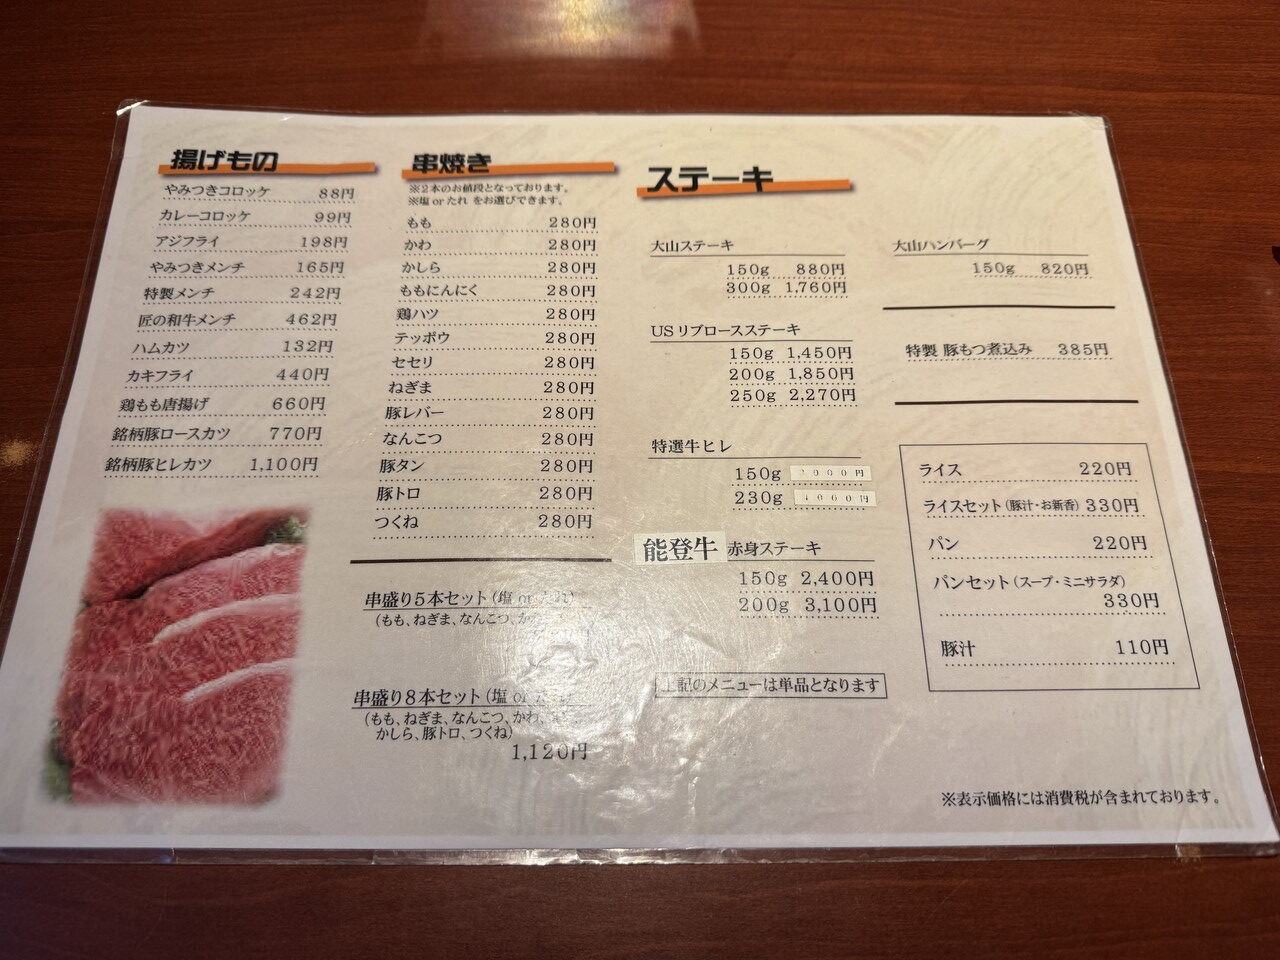 揚げもの
やみつきコロッケ 88円
カレーコロッケ 99円
アジフライ 198円
やみつきメンチ 165円
特製メンチ 242円
匠の和牛メンチ 462円
ハムカツ 132円
カキフライ 440円
鶏もも唐揚げ 660円
銘柄豚ロースカツ 770円
銘柄豚ヒレカツ 1,100円
串焼き
※2本のお値段となっております。
※塩 or たれ をお選びできます。
もも 280円
かわ 280円
かしら 280円
ももにんにく 280円
鶏ハツ 280円
テッポウ 280円
セセリ 280円
ねぎま 280円
豚レバー 280円
なんこつ 280円
豚タン 280円
豚トロ 280円
つくね 280円
串盛り5本セット（塩 or たれ）
（もも、ねぎま、なんこつ、
串盛り8本セット（塩 or
（もも、ねぎま、なんこつ、かわ、
かしら、豚トロ、つくね）
1,120円
ステーキ
大山ステーキ
150g 880円
300g 1,760円
US リブロースステーキ
150g 1,450円
200g 1,850円
250g 2,270円
特選牛ヒレ
150g
230g
能登牛 赤身ステーキ
150g 2,400円
200g 3,100円
上記のメニューは単品となります
大山ハンバーグ
150g 820円
特製 豚もつ煮込み 385円
ライス 220円
ライスセット（豚汁・お新香） 330円
パン 220円
パンセット（スープ・ミニサラダ）
330円
豚汁 110円
※表示価格には消費税が含まれております。